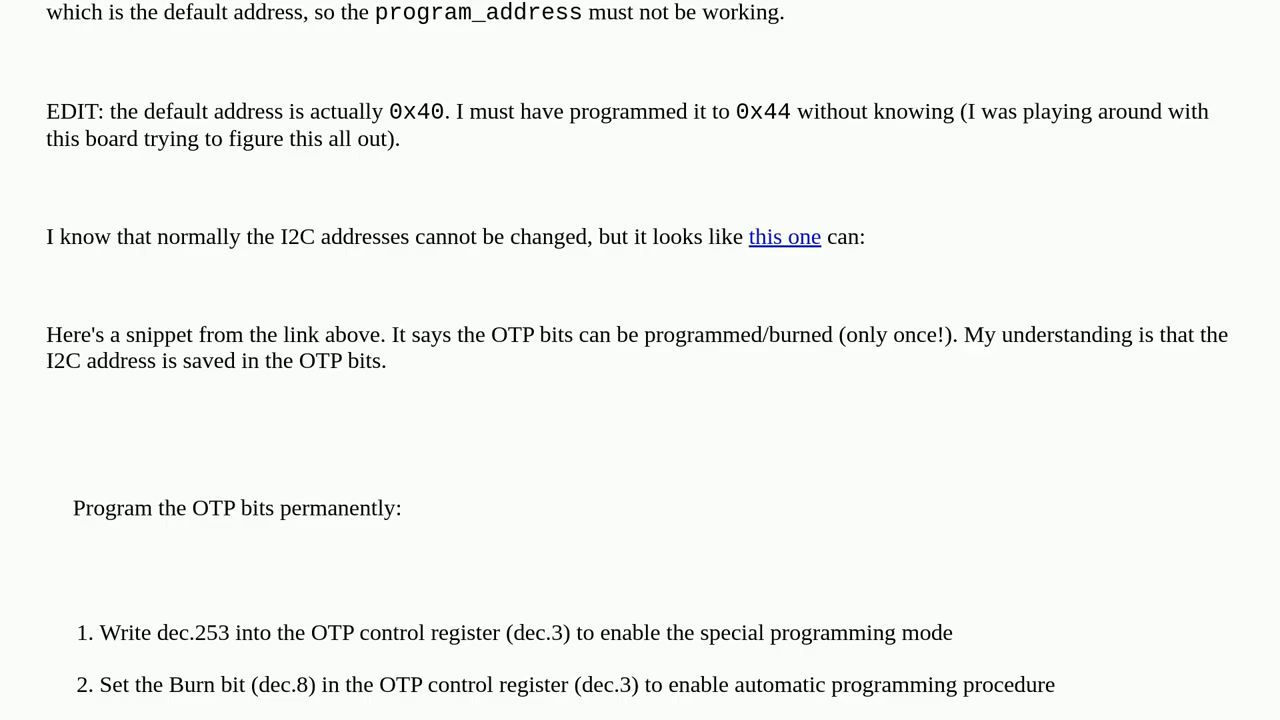 which is the default address, so the program_address must not be working.
EDIT: the default address is actually 0x40. I must have programmed it to 0x44 without knowing (I was playing around with
this board trying to figure this all out).
I know that normally the I2C addresses cannot be changed, but it looks like this one can:
Here's a snippet from the link above. It says the OTP bits can be programmed/burned (only once!). My understanding is that the
I2C address is saved in the OTP bits.
Program the OTP bits permanently:
1. Write dec.253 into the OTP control register (dec.3) to enable the special programming mode
2. Set the Burn bit (dec.8) in the OTP control register (dec.3) to enable automatic programming procedure